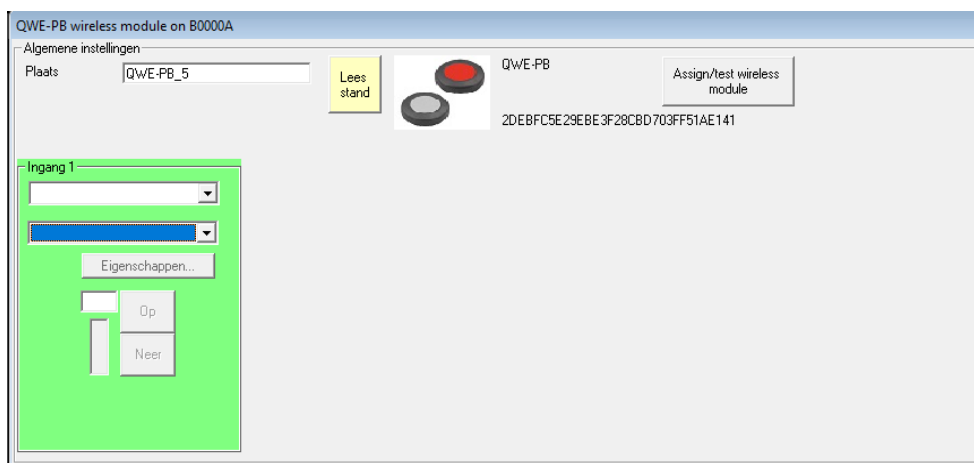 QWE-PB wireless module on B0000A
Algemene instellingen
Plaats
QWE-PB_5
Lees
stand
QWE-PB
Assign/test wireless
module
2DEBFC5E29EBE3F28CBD703FF51AE141
Ingang 1
Eigenschappen...
Op
Neer